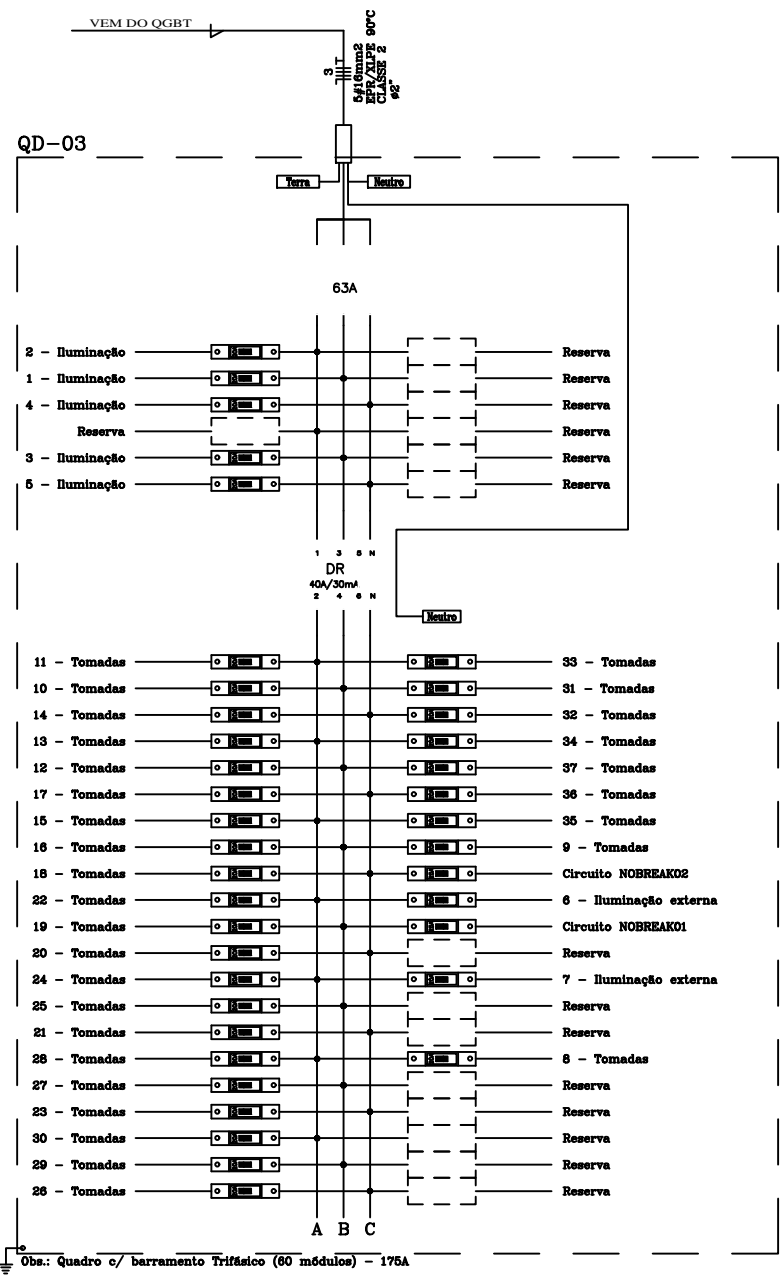 VEM DO QGBT
3
5#16mm2
EPR/XLPE 90°C
CLASSE 2
ø2"
QD-03
Terra
Neutro
63A
2 - Iluminação
Reserva
1 - Iluminação
Reserva
4 - Iluminação
Reserva
Reserva
Reserva
3 - Iluminação
Reserva
5 - Iluminação
Reserva
1 3 5 N
DR
40A/30mA
2 4 6 N
Neutro
11 - Tomadas
33 - Tomadas
10 - Tomadas
31 - Tomadas
14 - Tomadas
32 - Tomadas
13 - Tomadas
34 - Tomadas
12 - Tomadas
37 - Tomadas
17 - Tomadas
36 - Tomadas
15 - Tomadas
35 - Tomadas
16 - Tomadas
9 - Tomadas
18 - Tomadas
Circuito NOBREAK02
22 - Tomadas
6 - Iluminação externa
19 - Tomadas
Circuito NOBREAK01
20 - Tomadas
Reserva
24 - Tomadas
7 - Iluminação externa
25 - Tomadas
Reserva
21 - Tomadas
Reserva
28 - Tomadas
8 - Tomadas
27 - Tomadas
Reserva
23 - Tomadas
Reserva
30 - Tomadas
Reserva
29 - Tomadas
Reserva
26 - Tomadas
Reserva
A B C
Obs.: Quadro c/ barramento Trifásico (60 módulos) - 175A